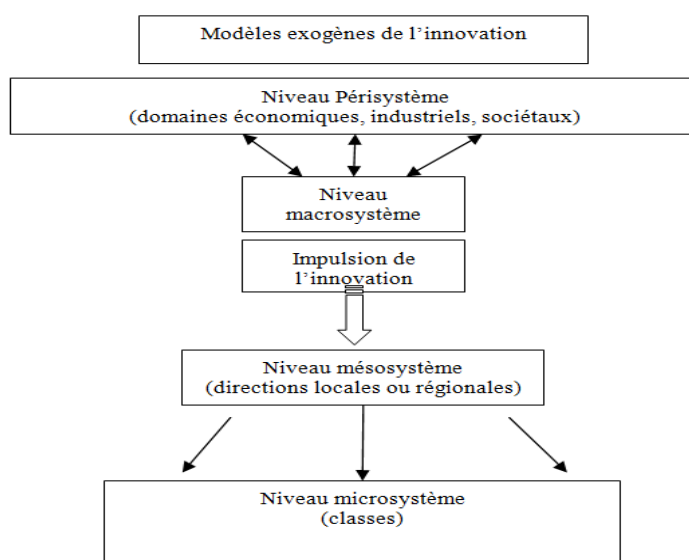 Modèles exogènes de l’innovation
Niveau Périsystème
(domaines économiques, industriels, sociétaux)
Niveau
macrosystème
Impulsion de
l’innovation
Niveau mésosystème
(directions locales ou régionales)
Niveau microsystème
(classes)